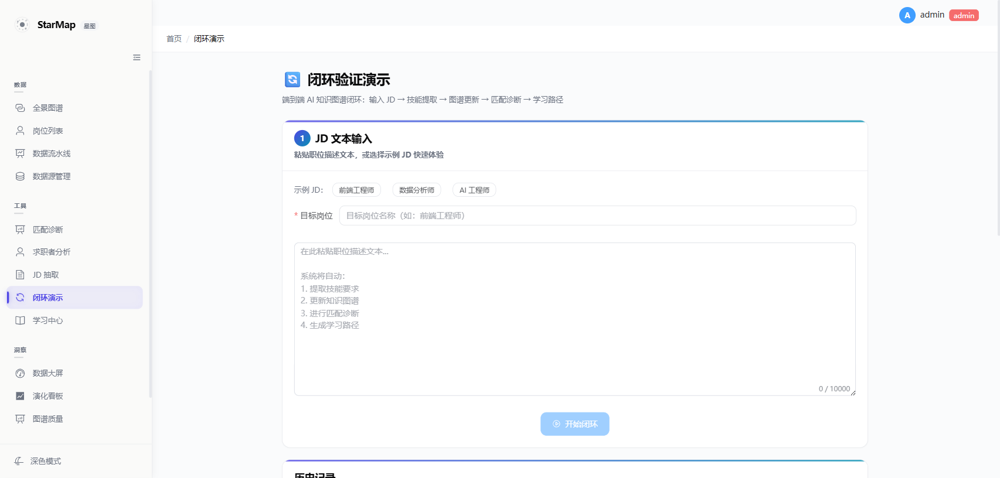 StarMap 星图
数据
全景图谱
岗位列表
数据流水线
数据源管理
工具
匹配诊断
求职者分析
JD 抽取
闭环演示
学习中心
洞察
数据大屏
演化看板
图谱质量
深色模式
A admin admin
首页 / 闭环演示
闭环验证演示
端到端 AI 知识图谱闭环：输入 JD → 技能提取 → 图谱更新 → 匹配诊断 → 学习路径
1 JD 文本输入
粘贴职位描述文本，或选择示例 JD 快速体验
示例 JD： 前端工程师 数据分析师 AI 工程师
* 目标岗位 目标岗位名称（如：前端工程师）
在此粘贴职位描述文本...
系统将自动：
1. 提取技能要求
2. 更新知识图谱
3. 进行匹配诊断
4. 生成学习路径
0 / 10000
开始闭环
历史记录